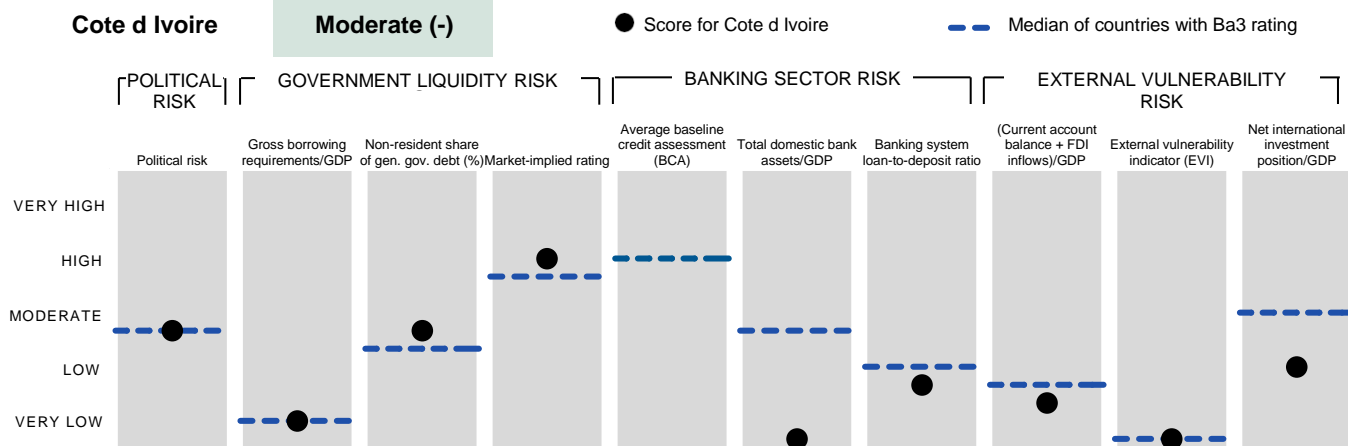 Cote d Ivoire
Moderate (-)
Score for Cote d Ivoire
Median of countries with Ba3 rating
POLITICAL
RISK
GOVERNMENT LIQUIDITY RISK
BANKING SECTOR RISK
EXTERNAL VULNERABILITY
RISK
Political risk
Gross borrowing
requirements/GDP
Non-resident share
of gen. gov. debt (%)
Market-implied rating
Average baseline
credit assessment
(BCA)
Total domestic bank
assets/GDP
Banking system
loan-to-deposit ratio
(Current account
balance + FDI
inflows)/GDP
External vulnerability
indicator (EVI)
Net international
investment
position/GDP
VERY HIGH
HIGH
MODERATE
LOW
VERY LOW